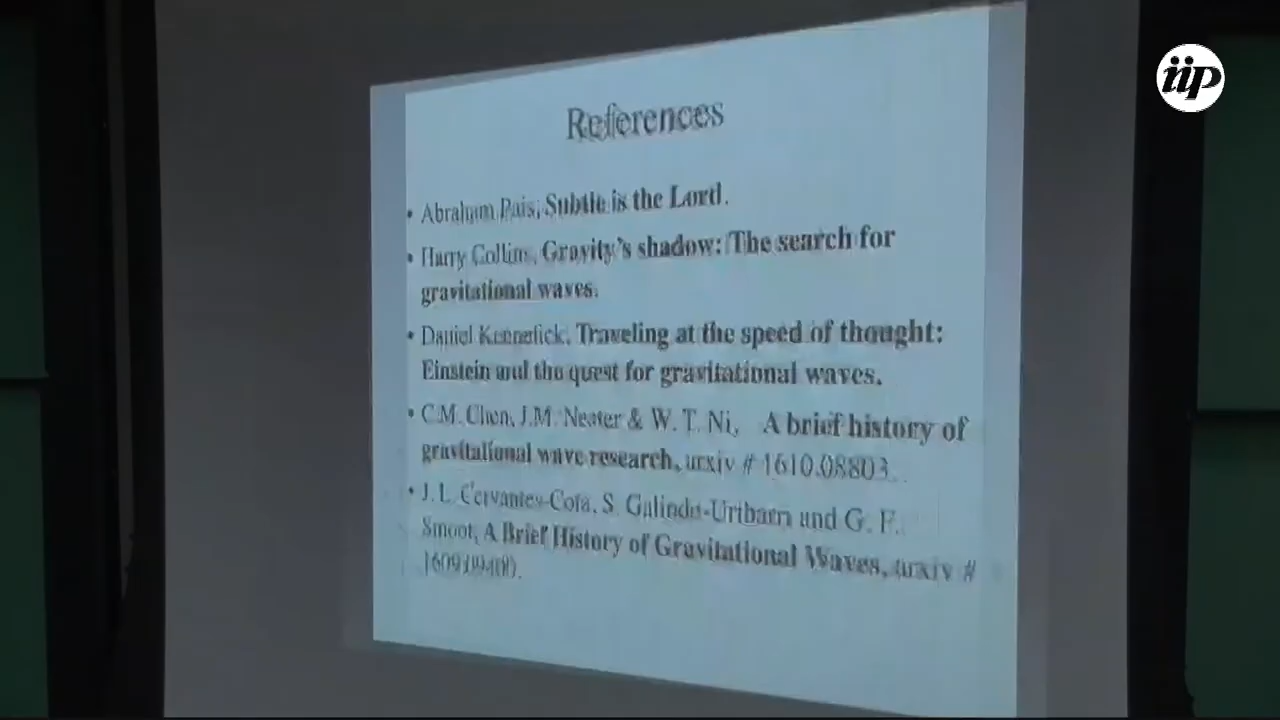 iip
References
• Abraham Pais, Subtle is the Lord.
• Harry Collins, Gravity's shadow: The search for
gravitational waves.
• Daniel Kennefick, Traveling at the speed of thought:
Einstein and the quest for gravitational waves.
• C.M. Chen, J.M. Nester & W. T. Ni, A brief history of
gravitational wave research, arxiv # 1610.08803.
• J. L. Cervantes-Cota, S. Galindo-Uribarri and G. F.
Smoot, A Brief History of Gravitational Waves, arxiv #